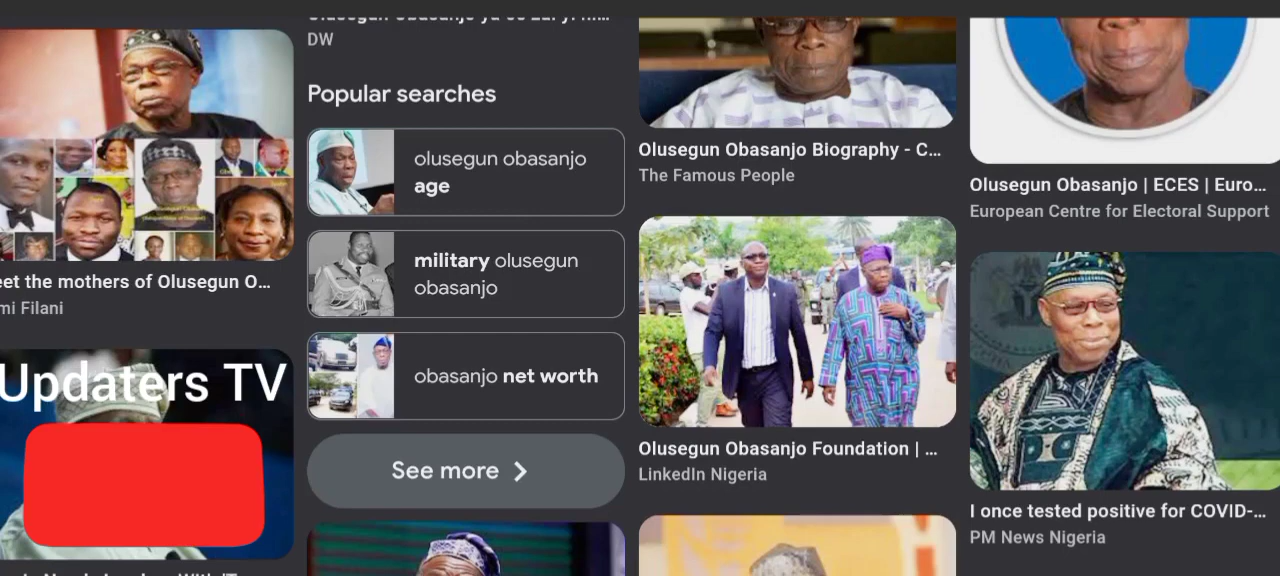 eet the mothers of Olusegun O...
mi Filani
Updaters TV
DW
Popular searches
olusegun obasanjo
age
military olusegun
obasanjo
obasanjo net worth
See more
Olusegun Obasanjo Biography - C...
The Famous People
Olusegun Obasanjo Foundation | ...
LinkedIn Nigeria
Olusegun Obasanjo | ECES | Euro...
European Centre for Electoral Support
I once tested positive for COVID-...
PM News Nigeria